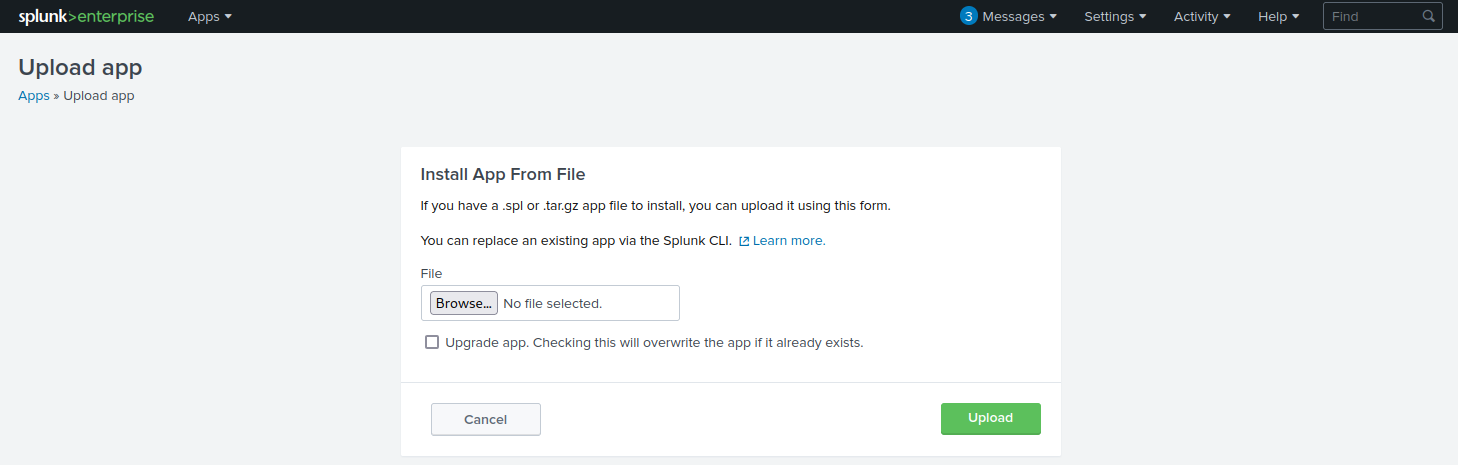 splunk>enterprise Apps 3 Messages Settings Activity Help Find
Upload app
Apps » Upload app
Install App From File
If you have a .spl or .tar.gz app file to install, you can upload it using this form.
You can replace an existing app via the Splunk CLI. Learn more.
File
Browse... No file selected.
Upgrade app. Checking this will overwrite the app if it already exists.
Cancel Upload